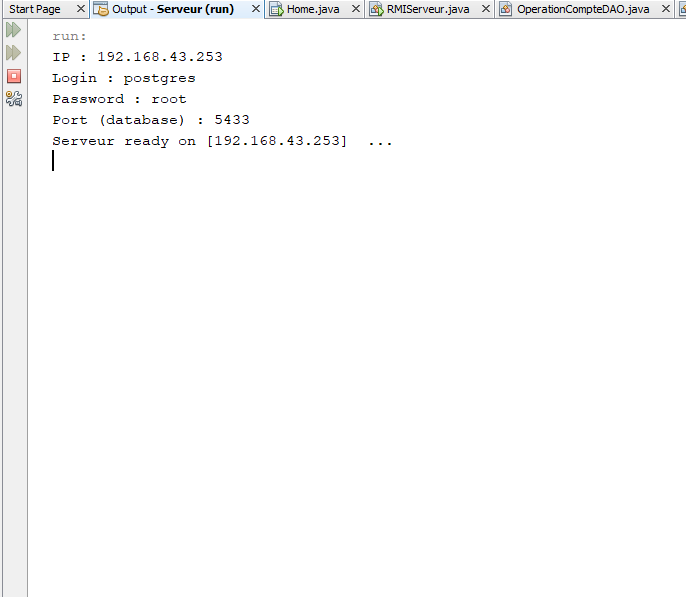 Start Page Output - Serveur (run) Home.java RMIServeur.java OperationCompteDAO.java
run:
IP : 192.168.43.253
Login : postgres
Password : root
Port (database) : 5433
Serveur ready on [192.168.43.253]  ...